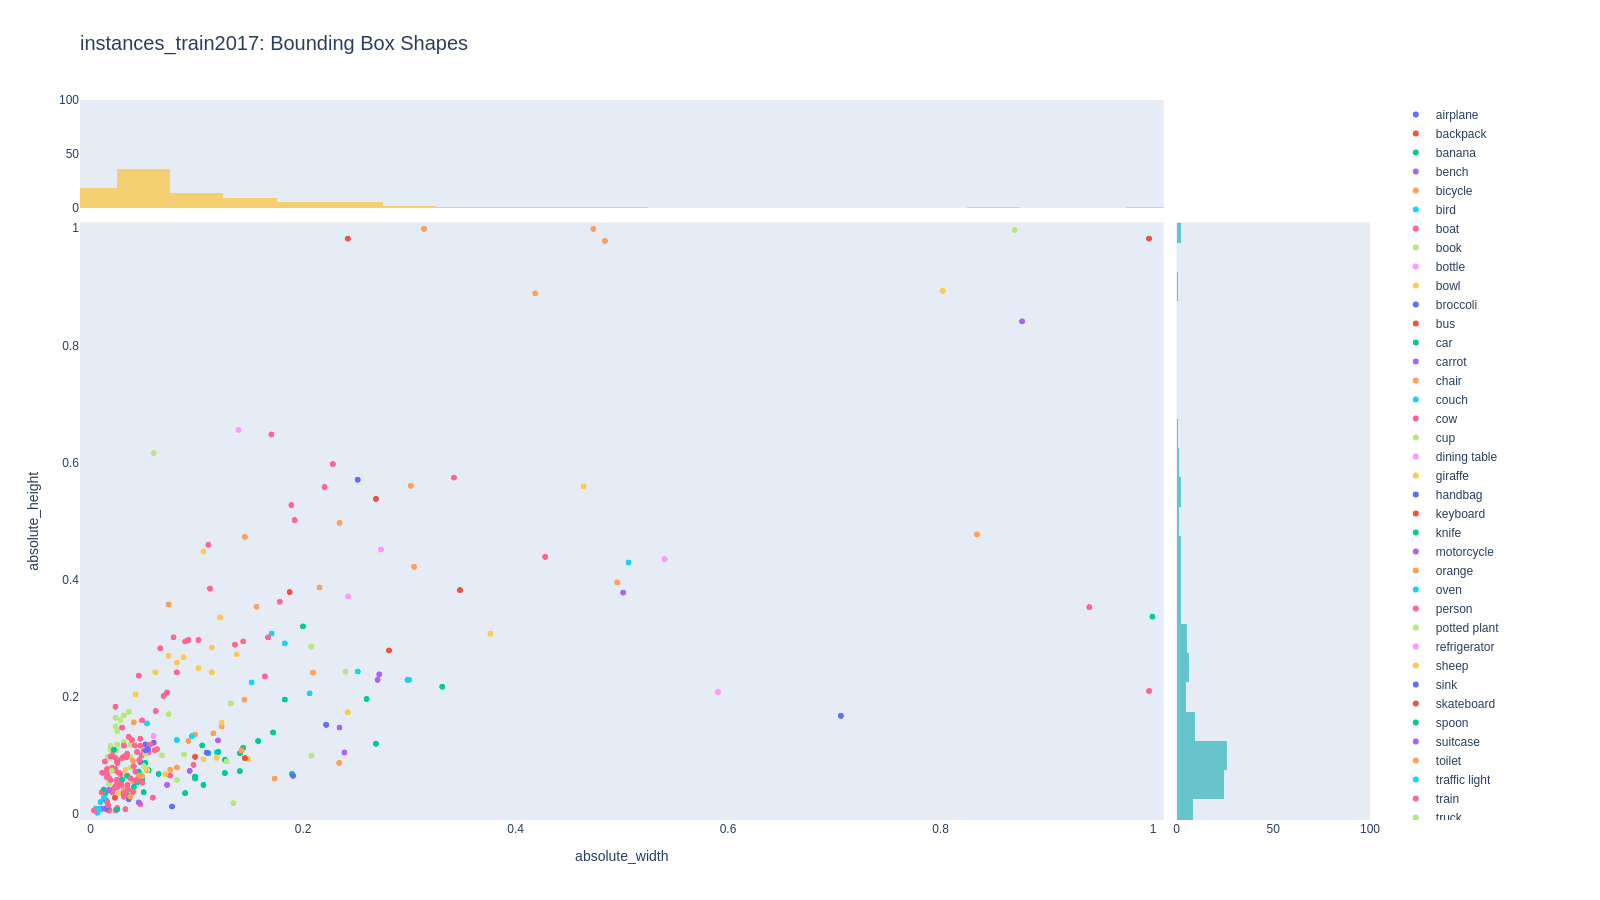 instances_train2017: Bounding Box Shapes
100
50
0
1
0.8
0.6
0.4
0.2
0
absolute_height
0
0.2
0.4
0.6
0.8
1
absolute_width
0
50
100
airplane
backpack
banana
bench
bicycle
bird
boat
book
bottle
bowl
broccoli
bus
car
carrot
chair
couch
cow
cup
dining table
giraffe
handbag
keyboard
knife
motorcycle
orange
oven
person
potted plant
refrigerator
sheep
sink
skateboard
spoon
suitcase
toilet
traffic light
train
truck